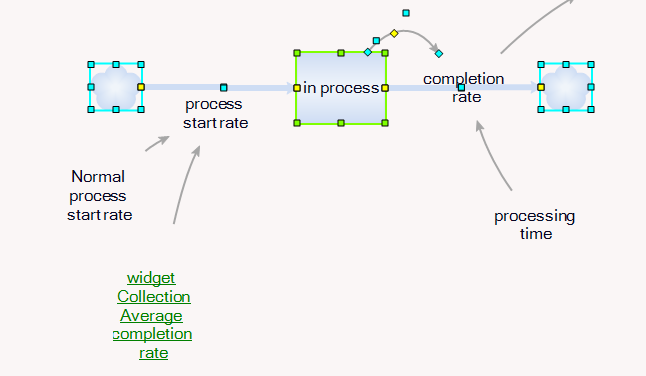 in process
completion
rate
process
start rate
Normal
process
start rate
processing
time
widget
Collection
Average
completion
rate